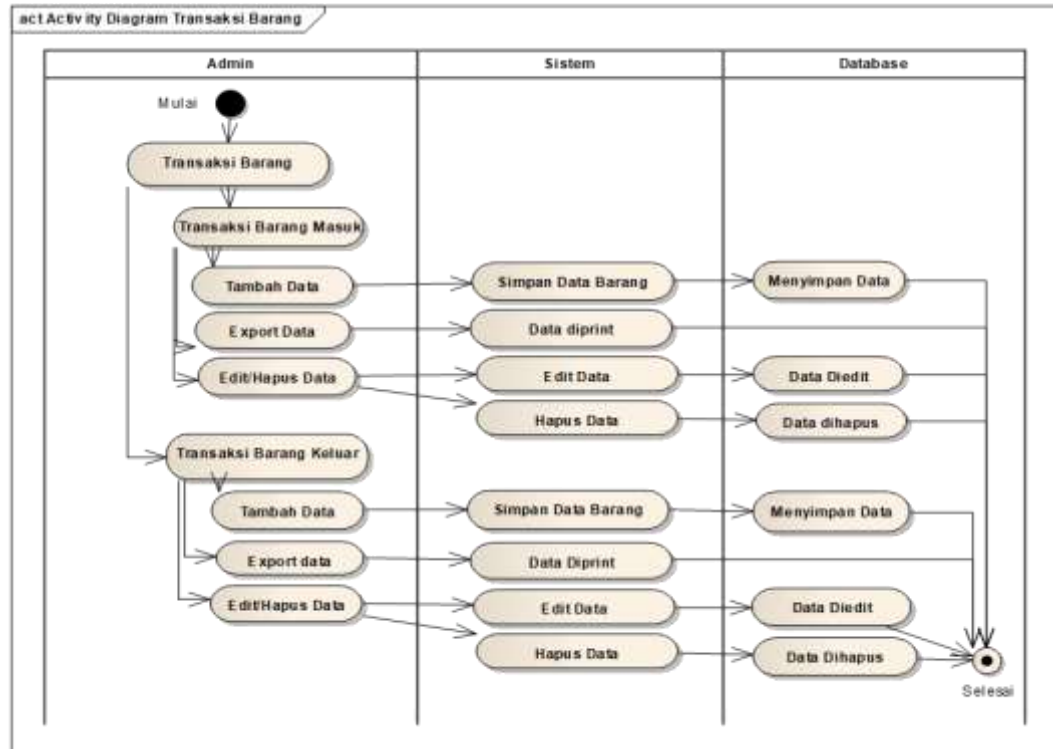 act Activity Diagram Transaksi Barang
Admin Sistem Database
Mulai
Transaksi Barang
Transaksi Barang Masuk
Tambah Data Simpan Data Barang Menyimpan Data
Export Data Data diprint
Edit/Hapus Data Edit Data Data Diedit
Hapus Data Data dihapus
Transaksi Barang Keluar
Tambah Data Simpan Data Barang Menyimpan Data
Export data Data Diprint
Edit/Hapus Data Edit Data Data Diedit
Hapus Data Data Dihapus
Selesai